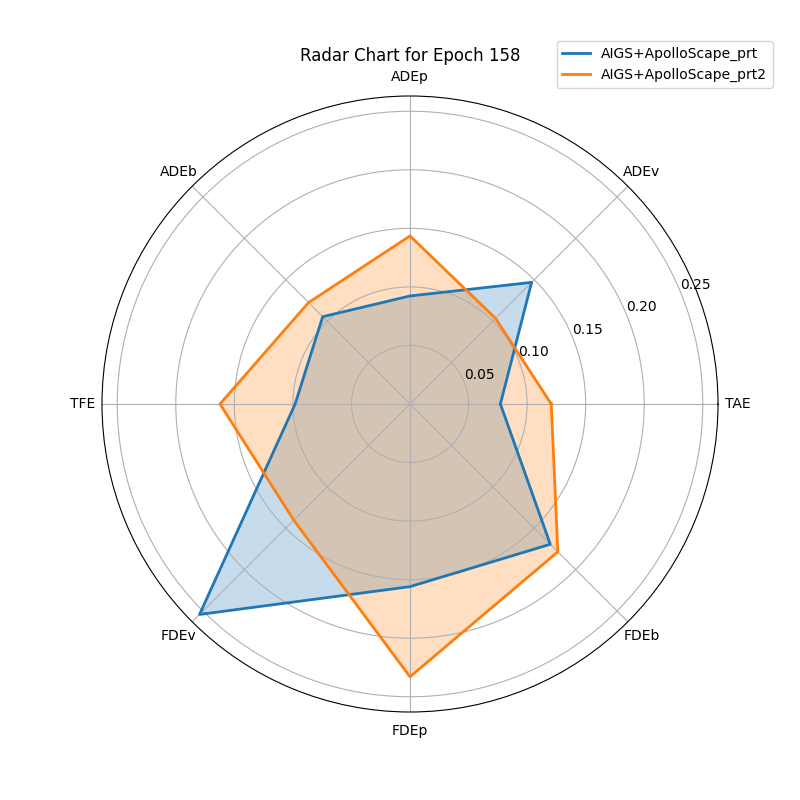 Radar Chart for Epoch 158
AIGS+ApolloScape_prt
AIGS+ApolloScape_prt2
ADEp
ADEb
ADEv
0.25
0.20
0.15
0.10
0.05
TFE
TAE
FDEv
FDEb
FDEp